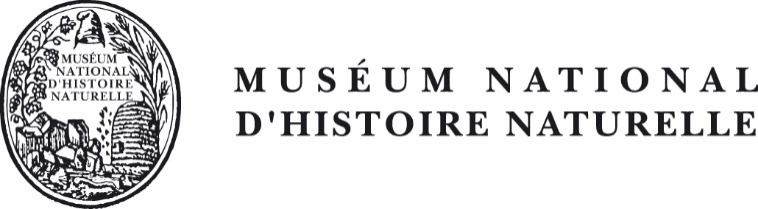 MUSÉUM
NATIONAL
D'HISTOIRE
NATURELLE
MUSÉUM NATIONAL
D'HISTOIRE NATURELLE